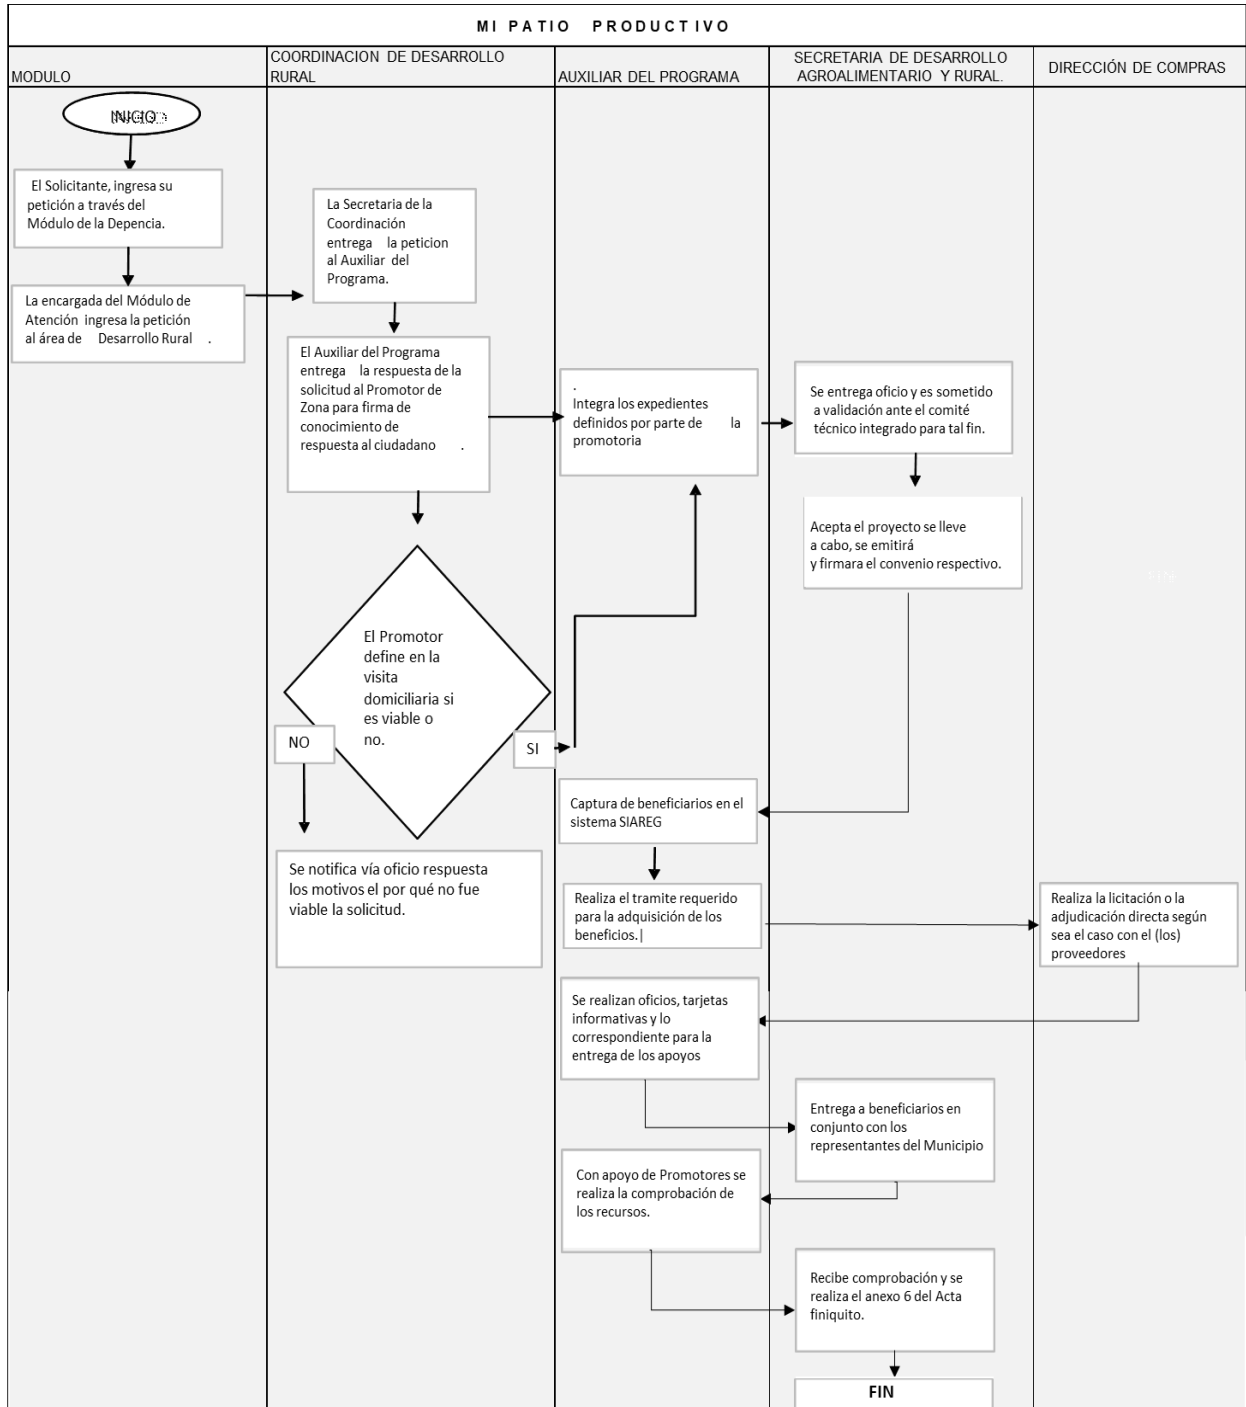 MI PATIO PRODUCTIVO
MODULO
COORDINACION DE DESARROLLO
RURAL
AUXILIAR DEL PROGRAMA
SECRETARIA DE DESARROLLO
AGROALIMENTARIO Y RURAL.
DIRECCIÓN DE COMPRAS
INICIO
El Solicitante, ingresa su
petición a través del
Módulo de la Depencia.
La encargada del Módulo de
Atención ingresa la petición
al área de Desarrollo Rural .
La Secretaria de la
Coordinación
entrega la peticion
al Auxiliar del
Programa.
El Auxiliar del Programa
entrega la respuesta de la
solicitud al Promotor de
Zona para firma de
conocimiento de
respuesta al ciudadano .
.
Integra los expedientes
definidos por parte de la
promotoria
Se entrega oficio y es sometido
a validación ante el comité
técnico integrado para tal fin.
Acepta el proyecto se lleve
a cabo, se emitirá
y firmara el convenio respectivo.
El Promotor
define en la
visita
domiciliaria si
es viable o
no.
NO
SI
Se notifica vía oficio respuesta
los motivos el por qué no fue
viable la solicitud.
Captura de beneficiarios en el
sistema SIAREG
Realiza el tramite requerido
para la adquisición de los
beneficios.|
Realiza la licitación o la
adjudicación directa según
sea el caso con el (los)
proveedores
Se realizan oficios, tarjetas
informativas y lo
correspondiente para la
entrega de los apoyos
Entrega a beneficiarios en
conjunto con los
representantes del Municipio
Con apoyo de Promotores se
realiza la comprobación de
los recursos.
Recibe comprobación y se
realiza el anexo 6 del Acta
finiquito.
FIN